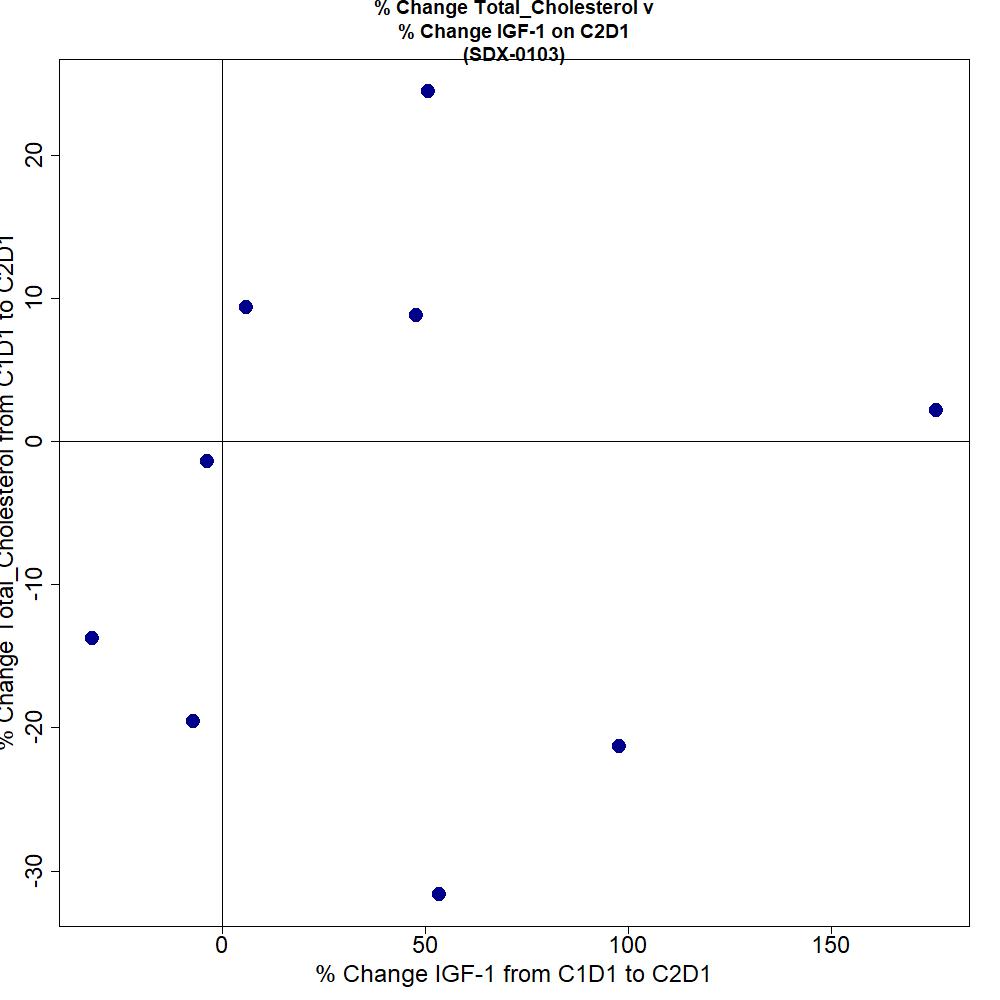 % Change Total_Cholesterol v
% Change IGF-1 on C2D1
(SDX-0103)
% Change Total_Cholesterol from C1D1 to C2D1
20
10
0
-10
-20
-30
0
50
100
150
% Change IGF-1 from C1D1 to C2D1